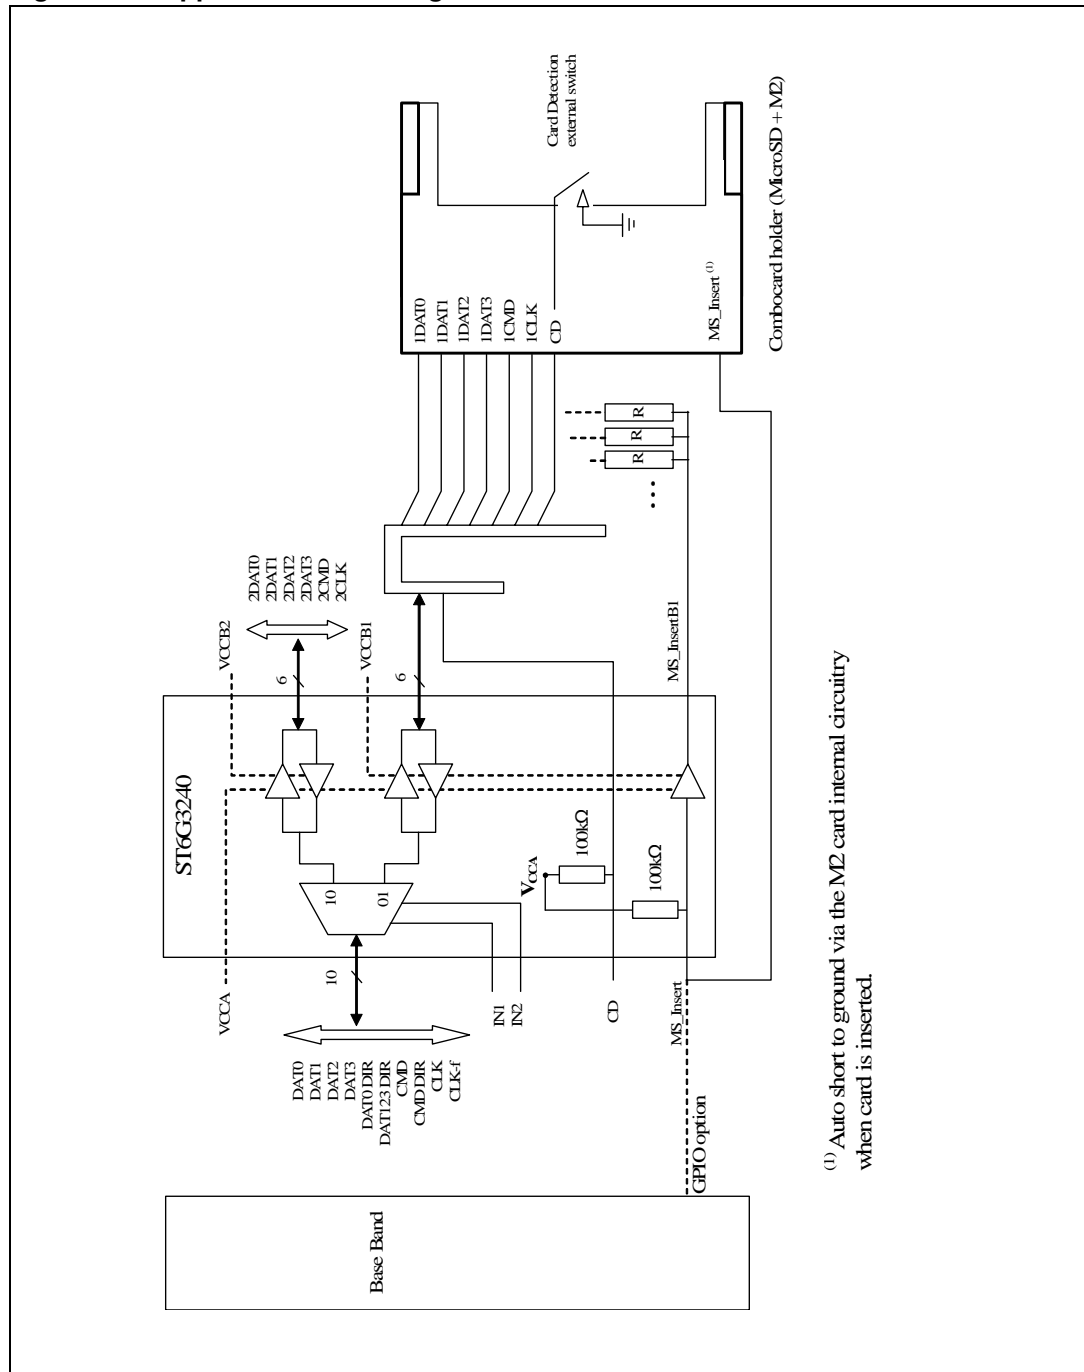 Base Band
DAT0
DAT1
DAT2
DAT3
DAT0 DIR
DAT123 DIR
CMD
CMD DIR
CLK
CLK-f
10
VCCA
IN1
IN2
CD
MS_Insert
GPIO option
ST6G3240
10
01
VCCA
100kΩ
100kΩ
6
6
VCCB2
VCCB1
MS_InsertB1
2DAT0
2DAT1
2DAT2
2DAT3
2CMD
2CLK
R
R
R
...
1DAT0
1DAT1
1DAT2
1DAT3
1CMD
1CLK
CD
MS_Insert (1)
Card Detection
external switch
Combocard holder (MicroSD + M2)
(1) Auto short to ground via the M2 card internal circuitry
when card is inserted.